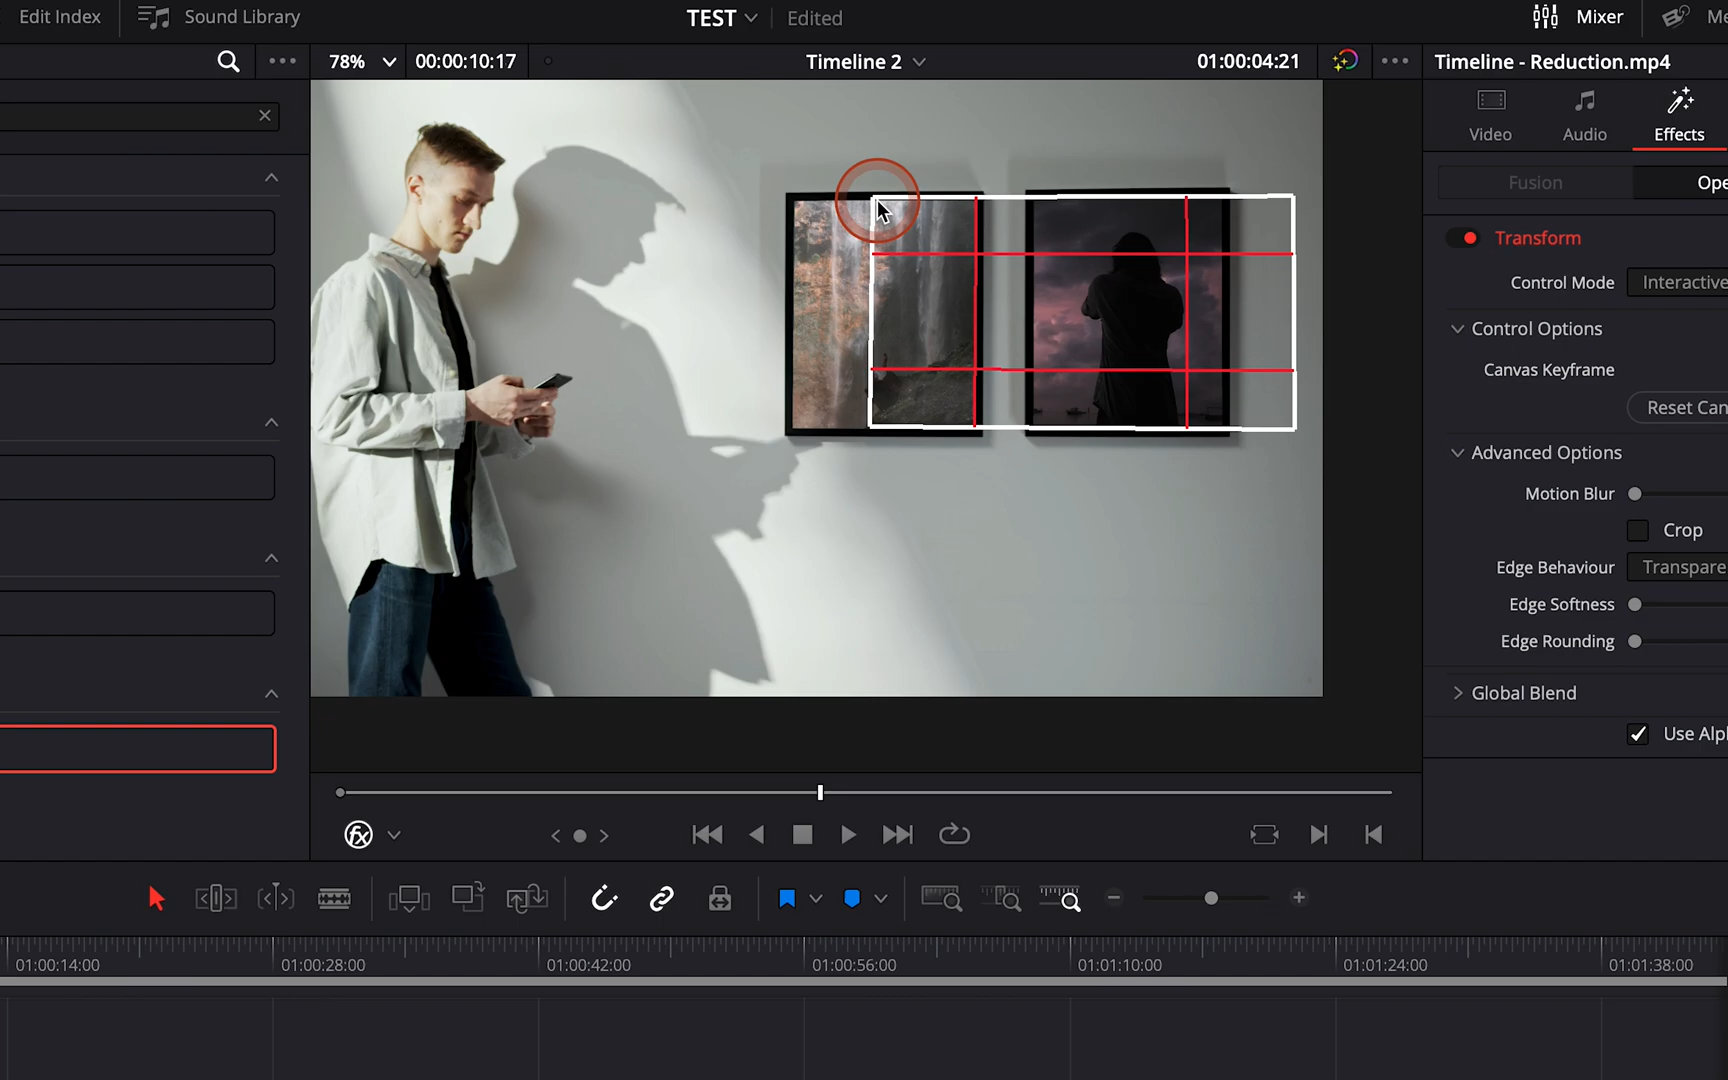 Edit Index
Sound Library
TEST
Edited
Mixer
78%
00:00:10:17
Timeline 2
01:00:04:21
Timeline - Reduction.mp4
Video
Audio
Effects
Fusion
Transform
Control Mode
Interactive
Control Options
Canvas Keyframe
Advanced Options
Motion Blur
Crop
Edge Behaviour
Edge Softness
Edge Rounding
Global Blend
fx
01:00:14:00
01:00:28:00
01:00:42:00
01:00:56:00
01:01:10:00
01:01:24:00
01:01:38:00